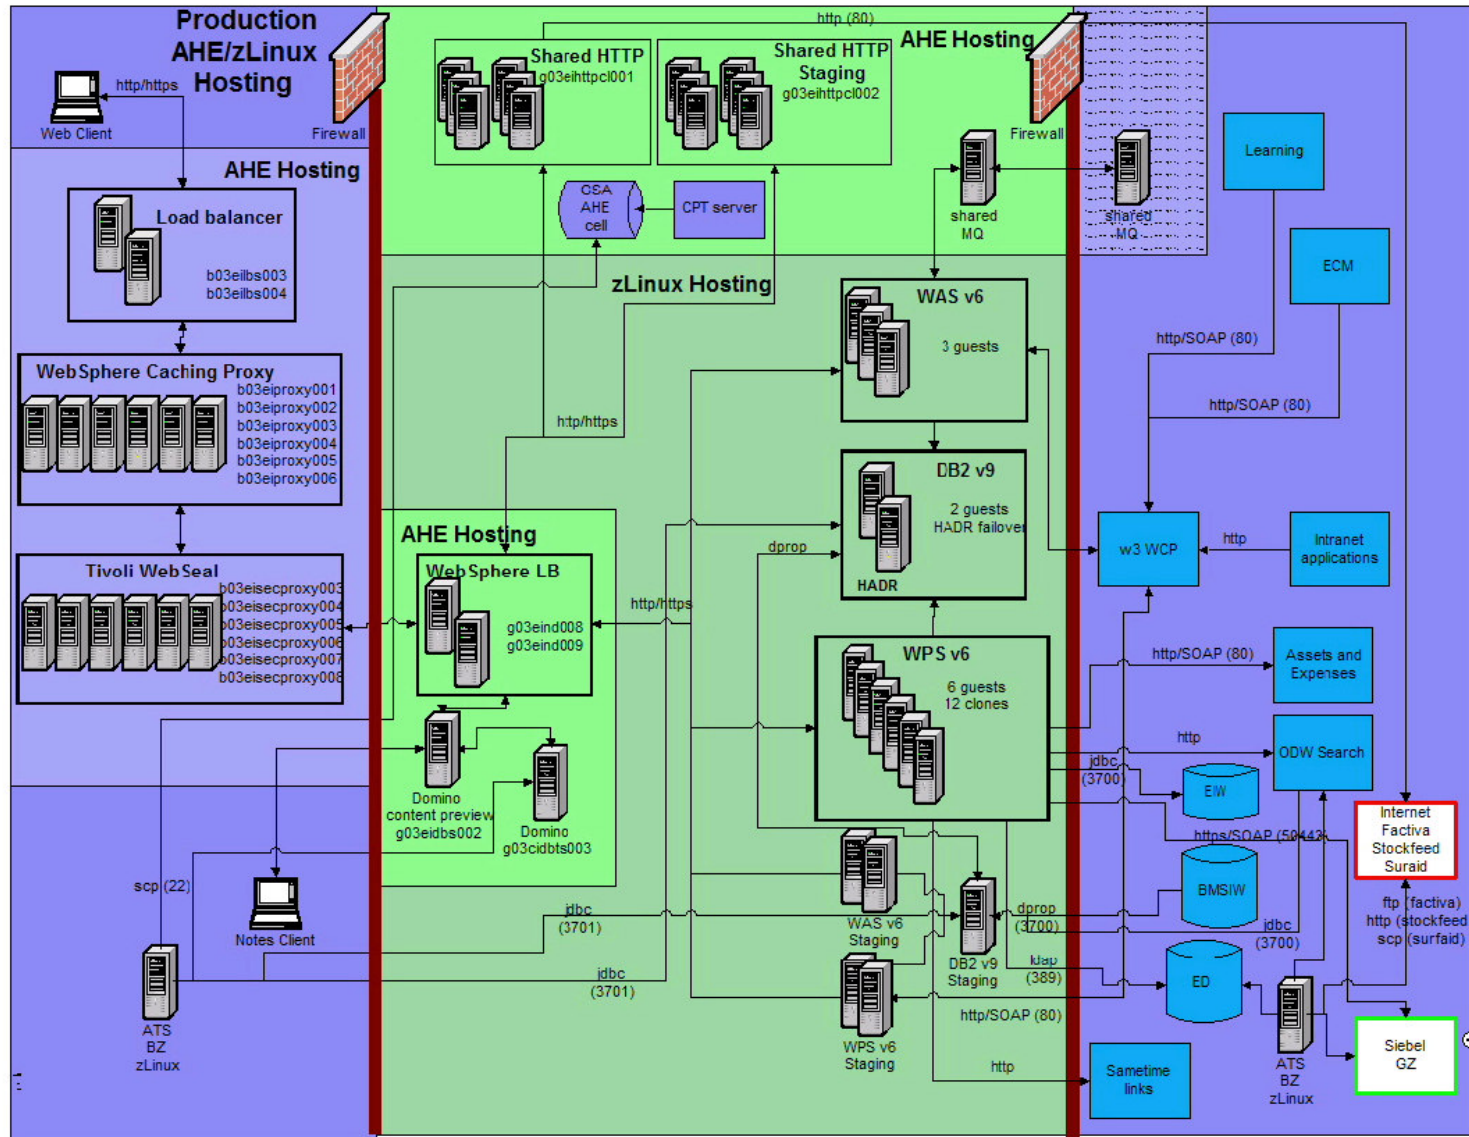 Production
AHE/zLinux
Hosting
http/https
Web Client
Firewall
AHE Hosting
Load balancer
b03eilbs003
b03eilbs004
WebSphere Caching Proxy
b03eiproxy001
b03eiproxy002
b03eiproxy003
b03eiproxy004
b03eiproxy005
b03eiproxy006
Tivoli WebSeal
b03eisecproxy003
b03eisecproxy004
b03eisecproxy005
b03eisecproxy006
b03eisecproxy007
b03eisecproxy008
scp (22)
Notes Client
ATS
BZ
zLinux
http (80)
Shared HTTP
g03eihttpcl001
Shared HTTP
Staging
g03eihttpcl002
AHE Hosting
Firewall
CSA
AHE
cell
CPT server
shared
MQ
shared
MQ
zLinux Hosting
WAS v6
3 guests
http/https
DB2 v9
2 guests
HADR failover
HADR
dprop
AHE Hosting
WebSphere LB
g03eind008
g03eind009
http/https
WPS v6
6 guests
12 clones
Domino
content preview
g03eidbs002
Domino
g03cidbts003
jdbc
(3701)
jdbc
(3701)
WAS v6
Staging
DB2 v9
Staging
WPS v6
Staging
dprop
(3700)
ldap
(389)
http/SOAP (80)
http
Learning
ECM
http/SOAP (80)
http/SOAP (80)
w3 WCP
http
Intranet
applications
http/SOAP (80)
Assets and
Expenses
http
ODW Search
jdbc
(3700)
EIW
https/SOAP (50443)
BMSIW
jdbc
(3700)
Internet
Factiva
Stockfeed
Suraid
ftp (factiva)
http (stockfeed
scp (surfaid)
ED
ATS
BZ
zLinux
Siebel
GZ
Sametime
links